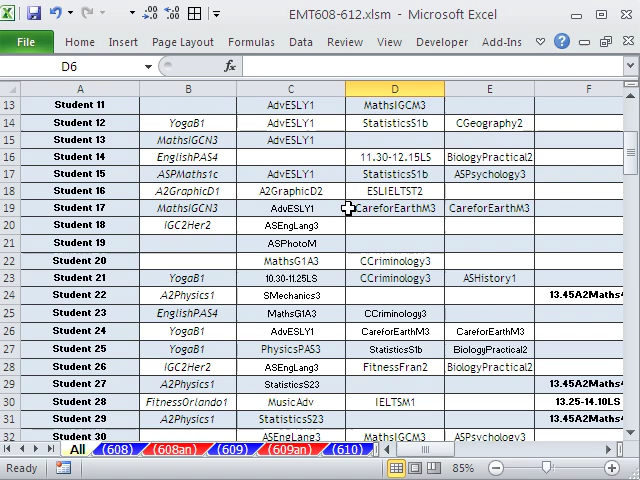 EMT608-612.xlsm - Microsoft Excel
File Home Insert Page Layout Formulas Data Review View Developer Add-Ins
D6 fx
A B C D E F
13 Student 11 AdvESLY1 MathsIGCM3
14 Student 12 YogaB1 AdvESLY1 StatisticsS1b CGeography2
15 Student 13 MathsIGCN3 AdvESLY1
16 Student 14 EnglishPAS4 11.30-12.15LS BiologyPractical2
17 Student 15 ASPMaths1c AdvESLY1 StatisticsS1b ASPsychology3
18 Student 16 A2GraphicD1 A2GraphicD2 ESLIELTST2
19 Student 17 MathsIGCN3 AdvESLY1 CareforEarthM3 CareforEarthM3
20 Student 18 IGC2Her2 ASEngLang3
21 Student 19 ASPhotoM
22 Student 20 MathsG1A3 CCriminology3
23 Student 21 YogaB1 10.30-11.25LS CCriminology3 ASHistory1
24 Student 22 A2Physics1 SMechanics3 13.45A2Maths
25 Student 23 EnglishPAS4 MathsG1A3 CCriminology3
26 Student 24 YogaB1 AdvESLY1 CareforEarthM3 CareforEarthM3
27 Student 25 YogaB1 PhysicsPAS3 StatisticsS1b BiologyPractical2
28 Student 26 IGC2Her2 ASEngLang3 FitnessFran2 BiologyPractical2
29 Student 27 A2Physics1 StatisticsS23 13.45A2Maths
30 Student 28 FitnessOrlando1 MusicAdv IELTSM1 13.25-14.10LS
31 Student 29 A2Physics1 StatisticsS23 13.45A2Maths
32 Student 30 ASEngLang3 MathsIGCM3 ASPsychology3
All (608) (608an) (609) (609an) (610)
Ready 85%